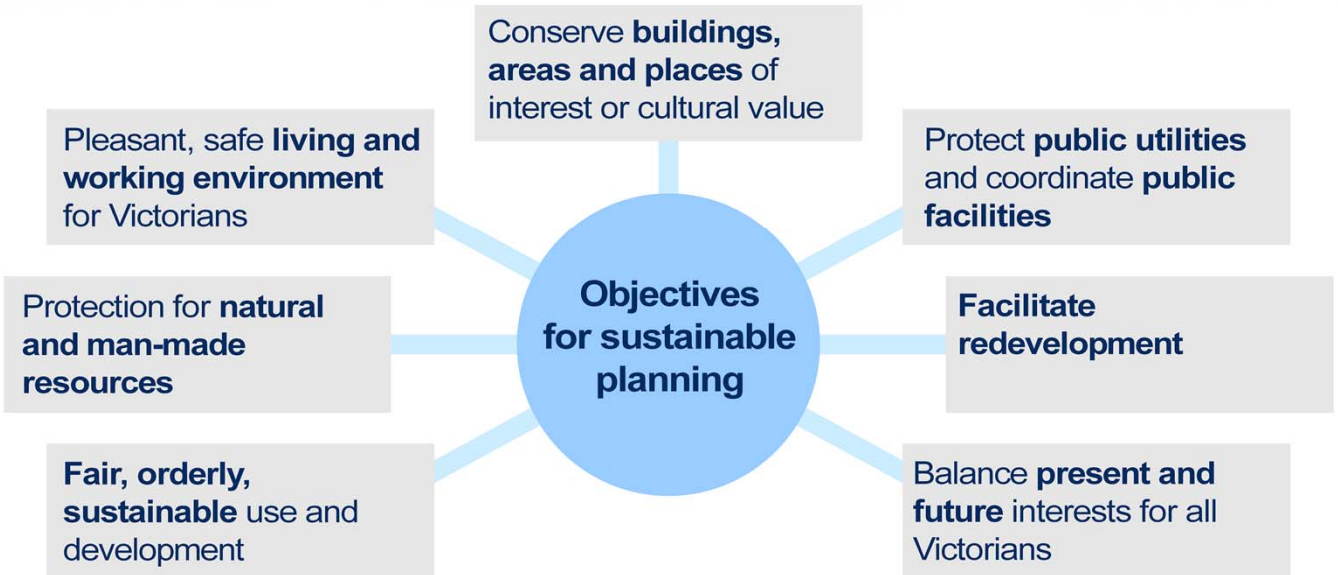 Conserve buildings,
areas and places of
interest or cultural value
Pleasant, safe living and
working environment
for Victorians
Protect public utilities
and coordinate public
facilities
Protection for natural
and man-made
resources
Objectives
for sustainable
planning
Facilitate
redevelopment
Fair, orderly,
sustainable use and
development
Balance present and
future interests for all
Victorians